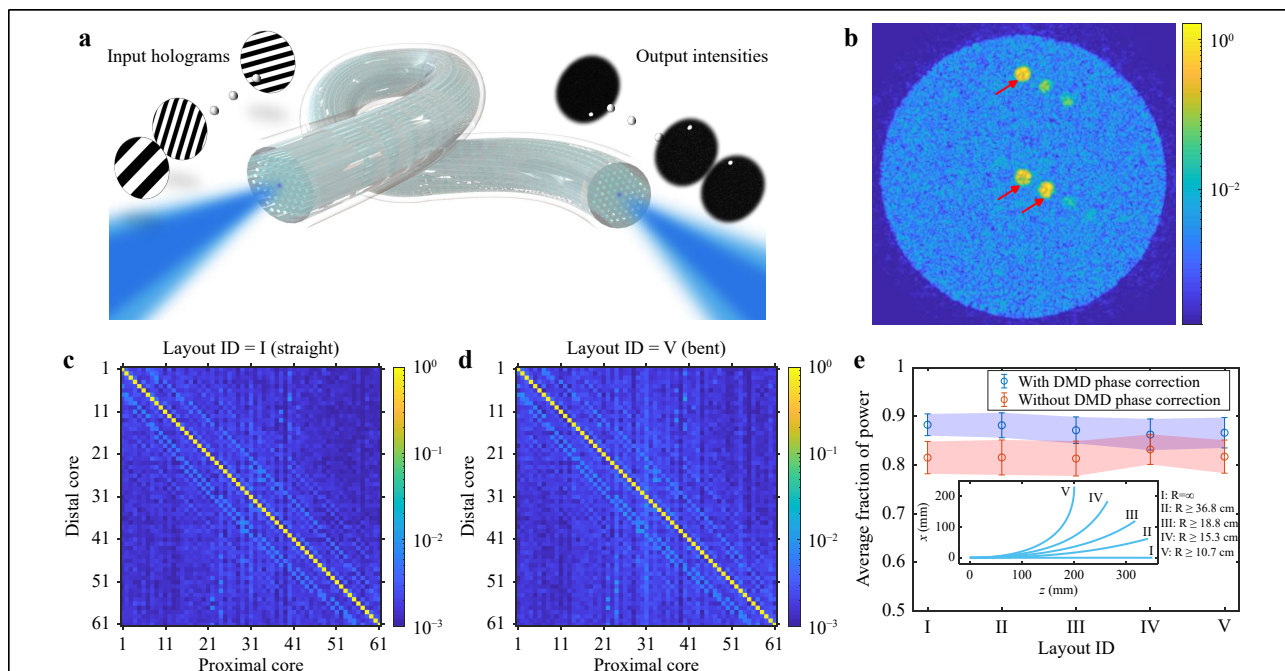 a
Input holograms
Output intensities
b
10⁰
10⁻²
c
Layout ID = I (straight)
1
11
21
31
41
51
61
Distal core
1
11
21
31
41
51
61
Proximal core
10⁰
10⁻¹
10⁻²
10⁻³
d
Layout ID = V (bent)
1
11
21
31
41
51
61
Distal core
1
11
21
31
41
51
61
Proximal core
10⁰
10⁻¹
10⁻²
10⁻³
e
1
0.9
0.8
0.7
0.6
0.5
Average fraction of power
With DMD phase correction
Without DMD phase correction
200
100
0
x (mm)
V
IV
III
II
I
0
100
200
300
z (mm)
I: R=∞
II: R ≥ 36.8 cm
III: R ≥ 18.8 cm
IV: R ≥ 15.3 cm
V: R ≥ 10.7 cm
I
II
III
IV
V
Layout ID